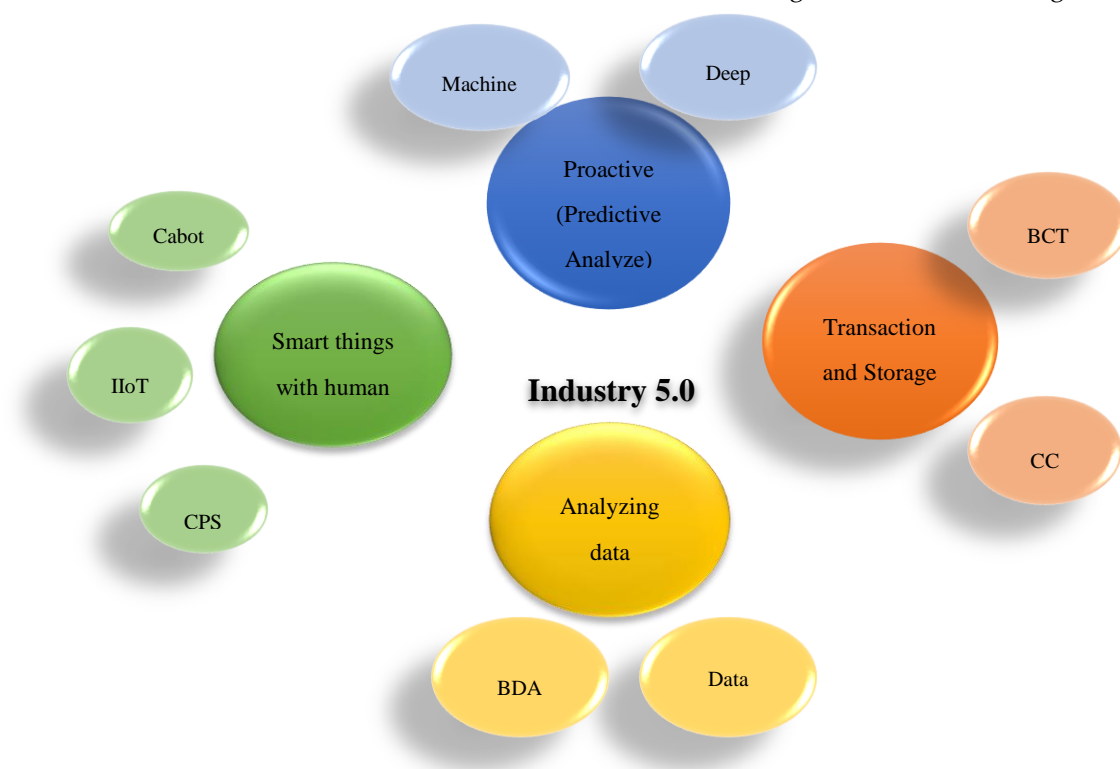 Machine
Deep
Proactive
(Predictive
Analyze)
Cabot
BCT
Smart things
with human
Transaction
and Storage
IIoT
Industry 5.0
CC
Analyzing
data
CPS
BDA
Data